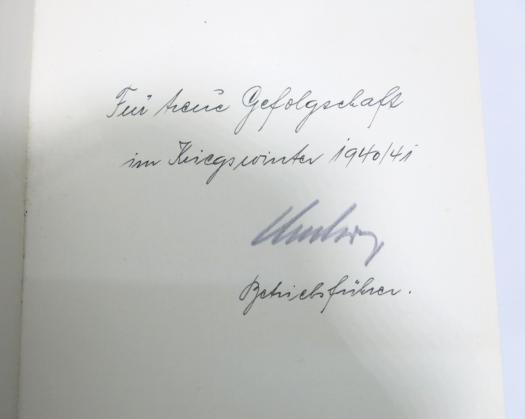 Für treue Gefolgschaft
im Kriegswinter 1940/41
Betriebsführer.